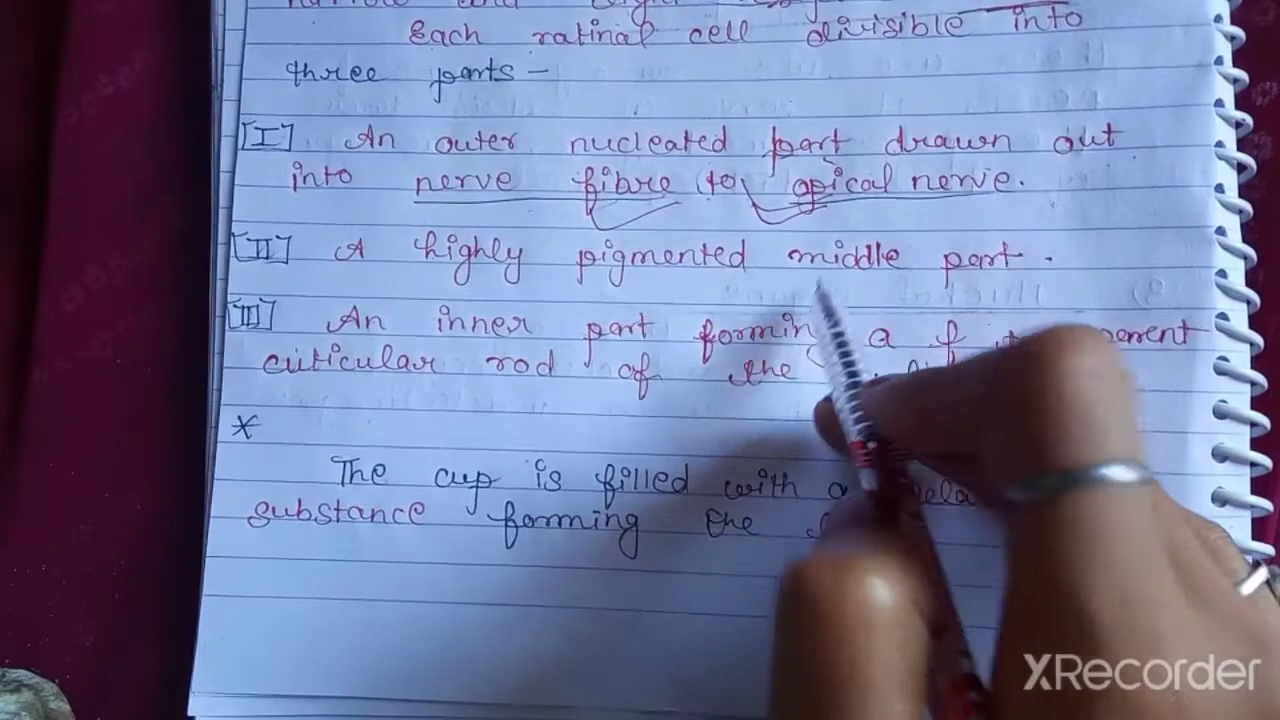 Each ratinal cell divisible into
three parts -
[I] An outer nucleated part drawn out
into nerve fibre to opical nerve.
[II] A highly pigmented middle part.
[III] An inner part forming a
cuticular rod of the
*
The cup is filled with a
substance forming the
XRecorder